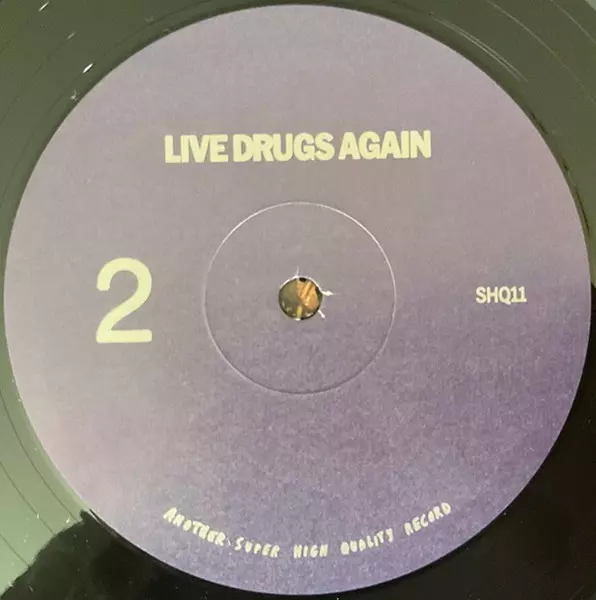 LIVE DRUGS AGAIN
2
SHQ11
ANOTHER SUPER HIGH QUALITY RECORD